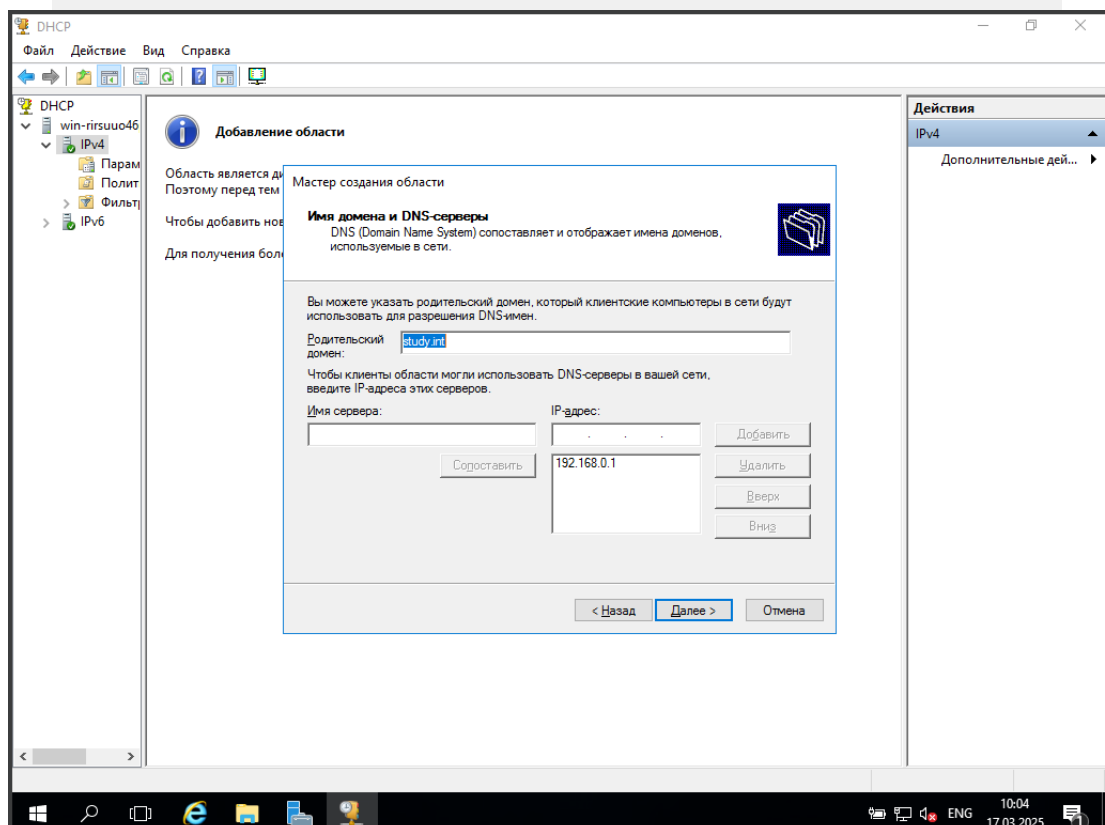 DHCP
Файл Действие Вид Справка
DHCP
win-rirsuuo46
IPv4
Парам
Полит
Фильт
IPv6
Добавление области
Область является ди
Поэтому перед тем
Чтобы добавить нов
Для получения боле
Мастер создания области
Имя домена и DNS-серверы
DNS (Domain Name System) сопоставляет и отображает имена доменов,
используемые в сети.
Вы можете указать родительский домен, который клиентские компьютеры в сети будут
использовать для разрешения DNS-имен.
Родительский
домен:
study.int
Чтобы клиенты области могли использовать DNS-серверы в вашей сети,
введите IP-адреса этих серверов.
Имя сервера:
IP-адрес:
Добавить
Сопоставить
192.168.0.1
Удалить
Вверх
Вниз
< Назад
Далее >
Отмена
Действия
IPv4
Дополнительные дей...
ENG
10:04
17.03.2025
1